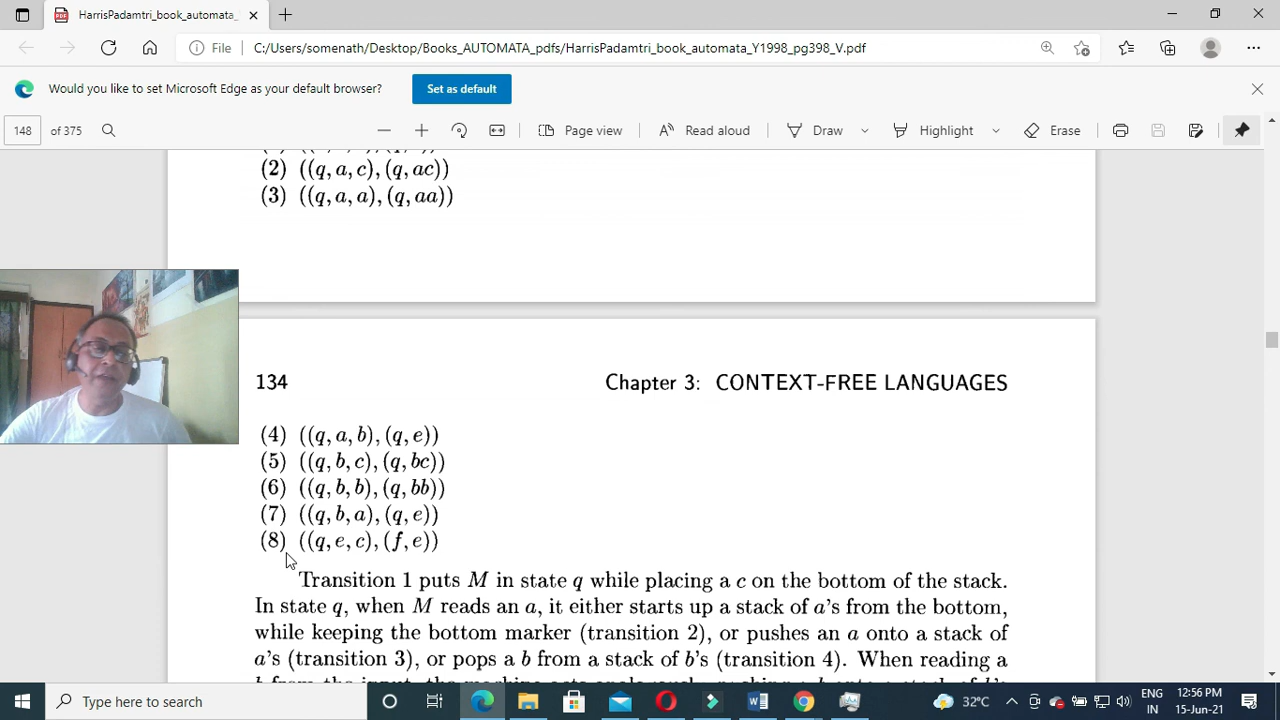 HarrisPadamtri_book_automata_Y1
File C:/Users/somenath/Desktop/Books_AUTOMATA_pdfs/HarrisPadamtri_book_automata_Y1998_pg398_V.pdf
Would you like to set Microsoft Edge as your default browser? Set as default
148 of 375 Page view Read aloud Draw Highlight Erase
(2) ((q, a, c), (q, ac))
(3) ((q, a, a), (q, aa))
134 Chapter 3: CONTEXT-FREE LANGUAGES
(4) ((q, a, b), (q, e))
(5) ((q, b, c), (q, bc))
(6) ((q, b, b), (q, bb))
(7) ((q, b, a), (q, e))
(8) ((q, e, c), (f, e))
Transition 1 puts M in state q while placing a c on the bottom of the stack.
In state q, when M reads an a, it either starts up a stack of a's from the bottom,
while keeping the bottom marker (transition 2), or pushes an a onto a stack of
a's (transition 3), or pops a b from a stack of b's (transition 4). When reading a
Type here to search 32°C ENG 12:56 PM
IN 15-Jun-21